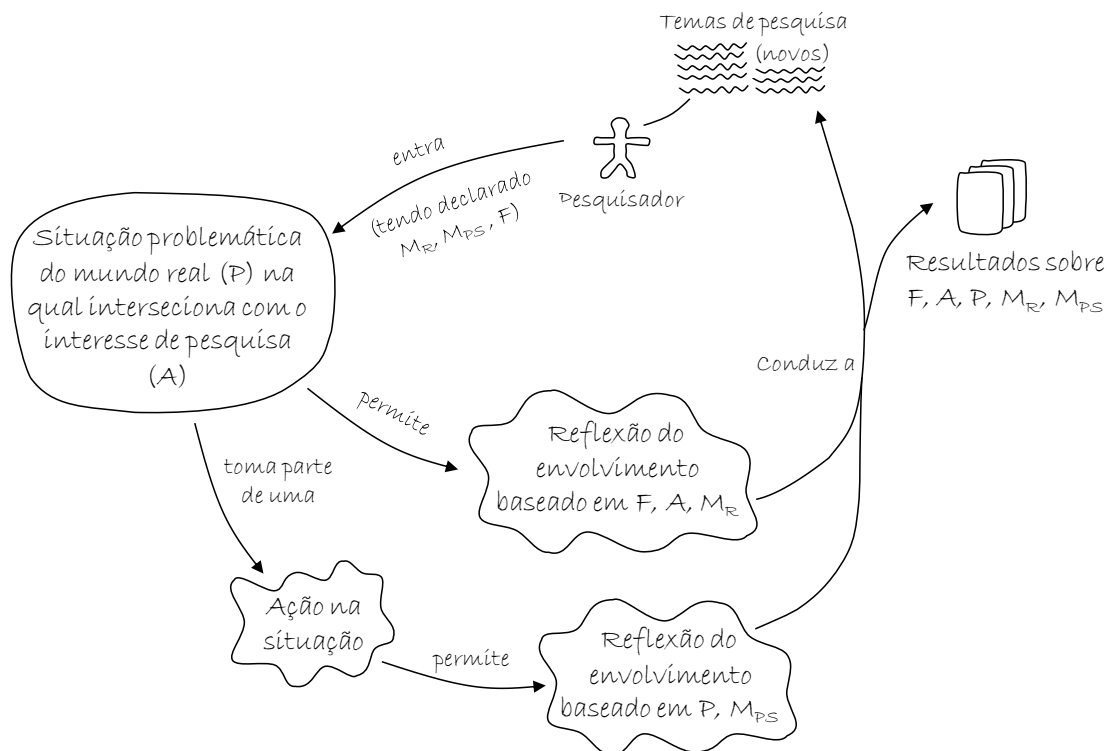 Temas de pesquisa
(novos)
entra
(tendo declarado
MR, MPS, F)
Pesquisador
Situação problemática
do mundo real (P) na
qual interseciona com o
interesse de pesquisa
(A)
Resultados sobre
F, A, P, MR, MPS
Conduz a
permite
Reflexão do
envolvimento
baseado em F, A, MR
toma parte
de uma
Ação na
situação
permite
Reflexão do
envolvimento
baseado em P, MPS